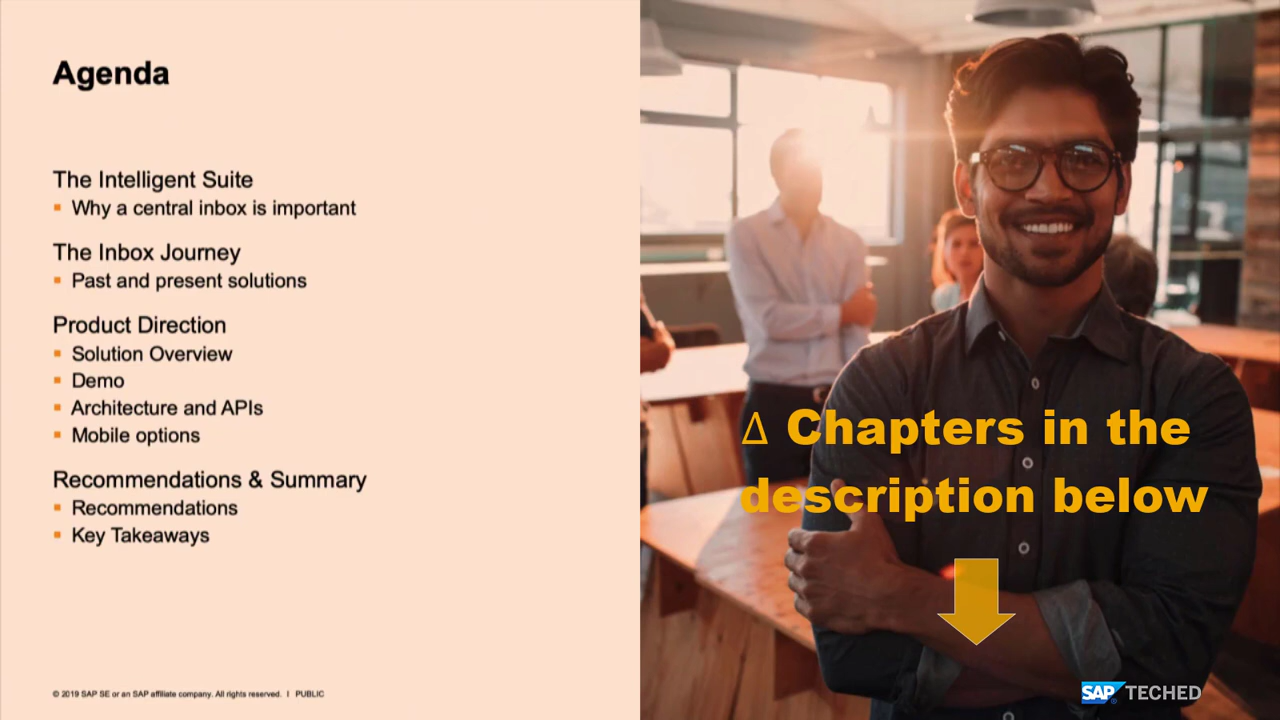 Agenda
The Intelligent Suite
▪ Why a central inbox is important
The Inbox Journey
▪ Past and present solutions
Product Direction
▪ Solution Overview
▪ Demo
▪ Architecture and APIs
▪ Mobile options
Recommendations & Summary
▪ Recommendations
▪ Key Takeaways
© 2019 SAP SE or an SAP affiliate company. All rights reserved. I PUBLIC
Δ Chapters in the
description below
SAP TECHED